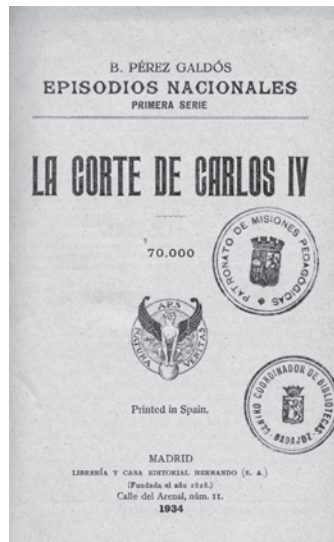 B. PÉREZ GALDÓS
EPISODIOS NACIONALES
PRIMERA SERIE
LA CORTE DE CARLOS IV
70.000
PATRONATO DE MISIONES PEDAGÓGICAS
ARS
NATURA VERITAS
CENTRO COORDINADOR DE BIBLIOTECAS-BADAJOZ-
Printed in Spain.
MADRID
LIBRERÍA Y CASA EDITORIAL HERNANDO (S. A.)
(Fundada el año 1828.)
Calle del Arenal, núm. 11.
1934